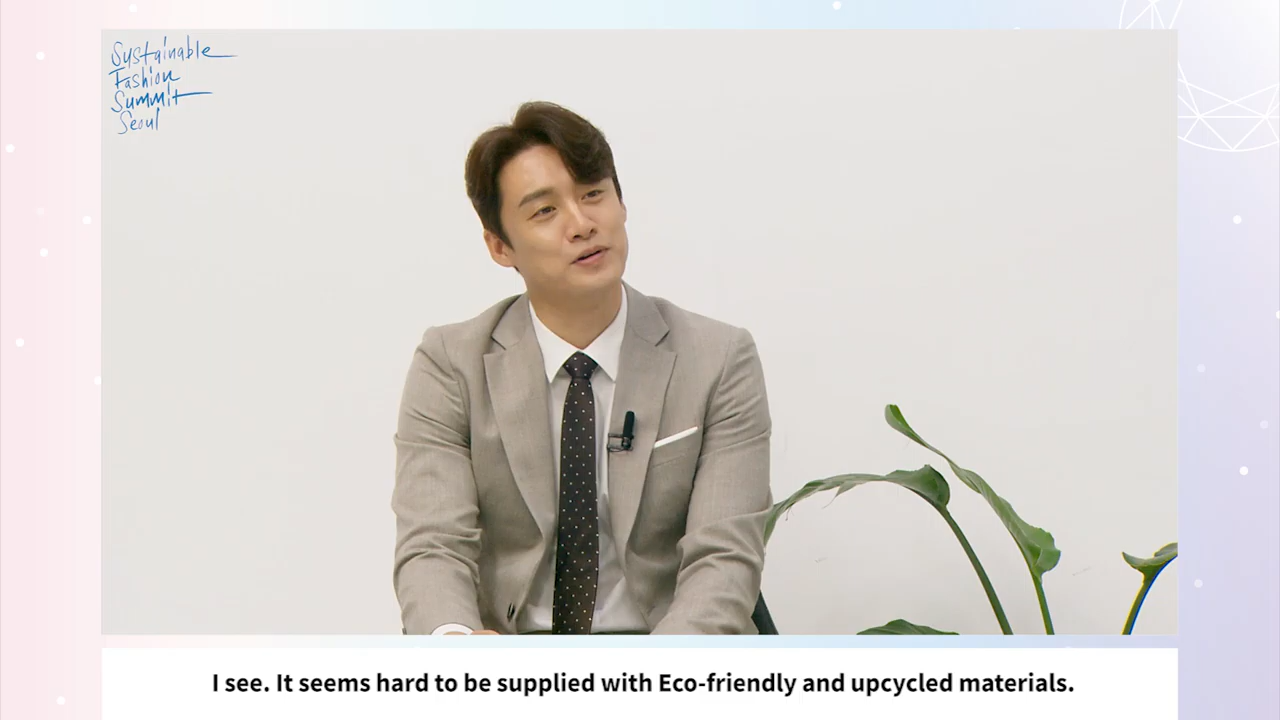 Sustainable
Fashion
Summit
Seoul
I see. It seems hard to be supplied with Eco-friendly and upcycled materials.